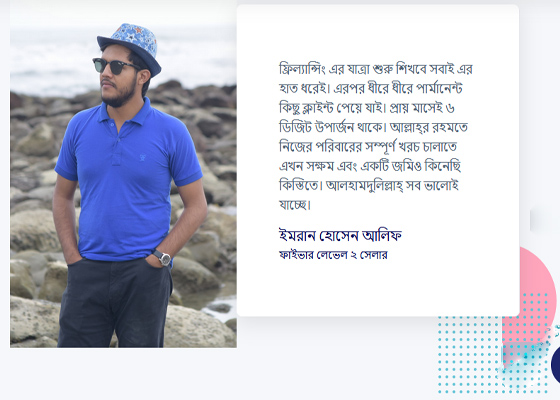 ফ্রিল্যান্সিং এর যাত্রা শুরু শিখবে সবাই এর
হাত ধরেই। এরপর ধীরে ধীরে পার্মানেন্ট
কিছু ক্লাইন্ট পেয়ে যাই। প্রায় মাসেই ৬
ডিজিট উপার্জন থাকে। আল্লাহ্‌র রহমতে
নিজের পরিবারের সম্পূর্ণ খরচ চালাতে
এখন সক্ষম এবং একটি জমিও কিনেছি
কিস্তিতে। আলহামদুলিল্লাহ্‌ সব ভালোই
যাচ্ছে।
ইমরান হোসেন আলিফ
ফাইভার লেভেল ২ সেলার